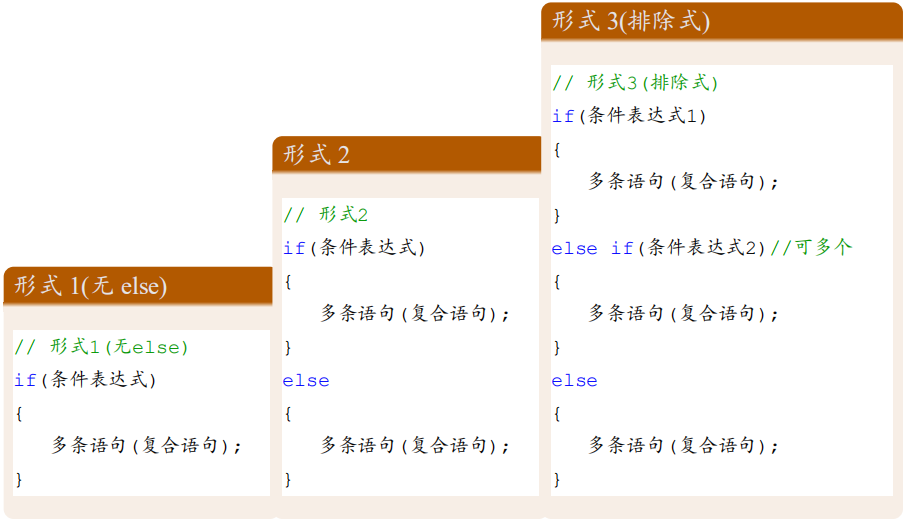 形式 1(无 else)
// 形式1(无else)
if(条件表达式)
{
    多条语句(复合语句);
}
形式 2
// 形式2
if(条件表达式)
{
    多条语句(复合语句);
}
else
{
    多条语句(复合语句);
}
形式 3(排除式)
// 形式3(排除式)
if(条件表达式1)
{
    多条语句(复合语句);
}
else if(条件表达式2)//可多个
{
    多条语句(复合语句);
}
else
{
    多条语句(复合语句);
}